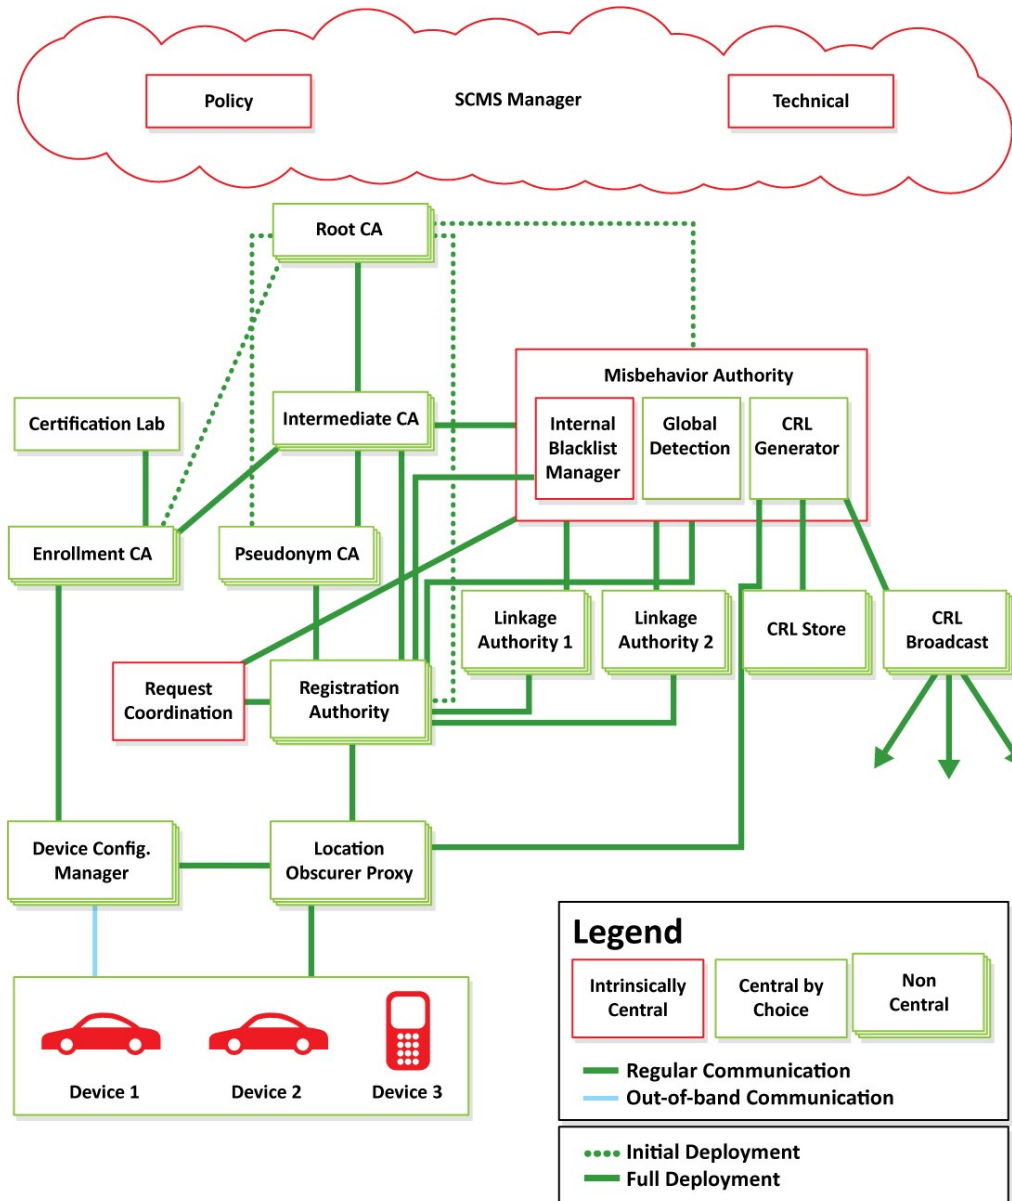 Policy
SCMS Manager
Technical
Root CA
Misbehavior Authority
Certification Lab
Intermediate CA
Internal
Blacklist
Manager
Global
Detection
CRL
Generator
Enrollment CA
Pseudonym CA
Linkage
Authority 1
Linkage
Authority 2
CRL Store
CRL
Broadcast
Request
Coordination
Registration
Authority
Device Config.
Manager
Location
Obscurer Proxy
Device 1
Device 2
Device 3
Legend
Intrinsically
Central
Central by
Choice
Non
Central
Regular Communication
Out-of-band Communication
Initial Deployment
Full Deployment